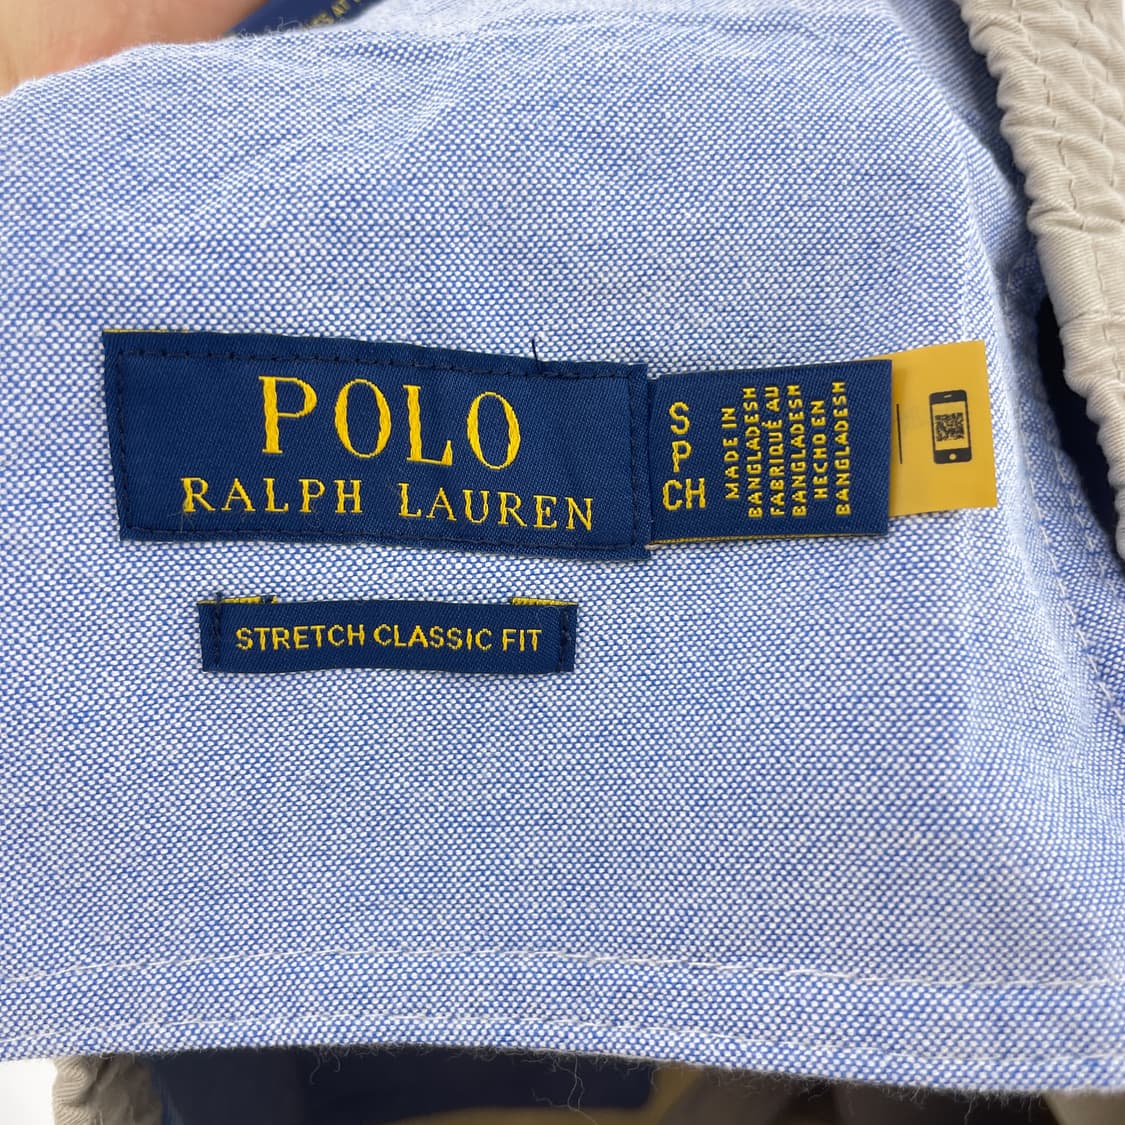 POLO
RALPH LAUREN
S
P
CH
MADE IN
BANGLADESH
FABRIQUÉ AU
BANGLADESH
HECHO EN
BANGLADESH
STRETCH CLASSIC FIT